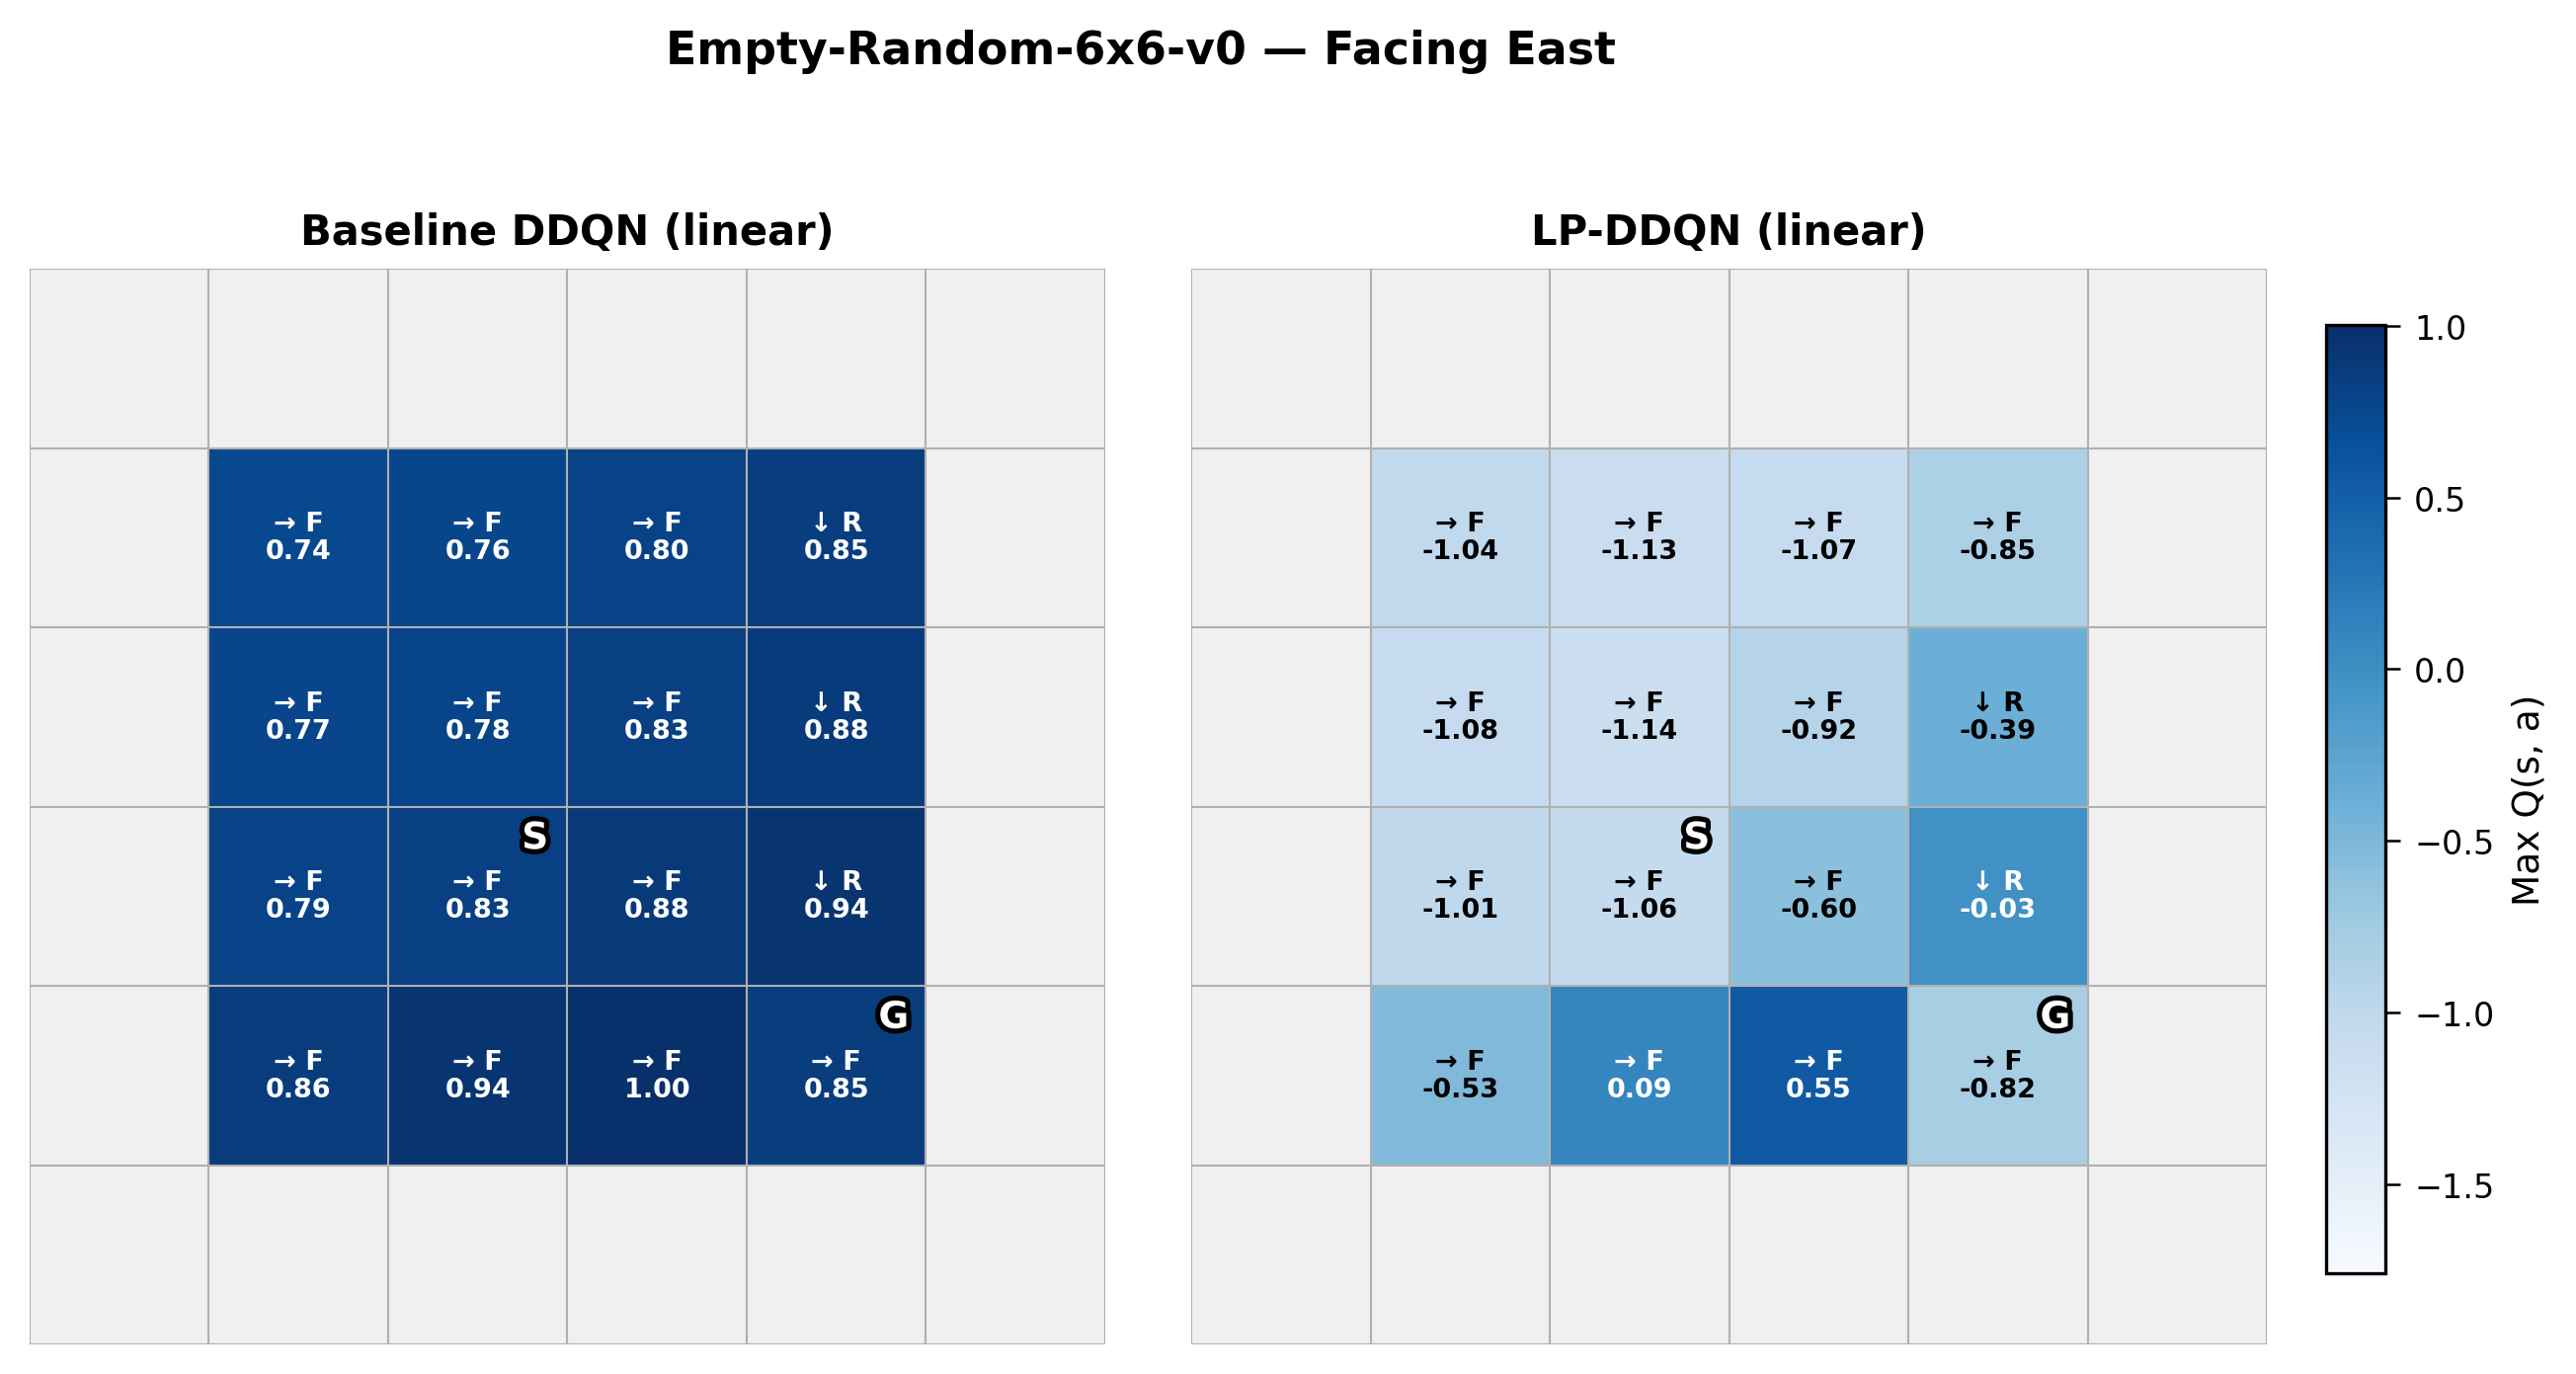 Empty-Random-6x6-v0 — Facing East
Baseline DDQN (linear)
→ F → F → F ↓ R
0.74 0.76 0.80 0.85
→ F → F → F ↓ R
0.77 0.78 0.83 0.88
S
→ F → F → F ↓ R
0.79 0.83 0.88 0.94
G
→ F → F → F → F
0.86 0.94 1.00 0.85
LP-DDQN (linear)
→ F → F → F → F
-1.04 -1.13 -1.07 -0.85
→ F → F → F ↓ R
-1.08 -1.14 -0.92 -0.39
S
→ F → F → F ↓ R
-1.01 -1.06 -0.60 -0.03
G
→ F → F → F → F
-0.53 0.09 0.55 -0.82
1.0
0.5
0.0
−0.5
−1.0
−1.5
Max Q(s, a)